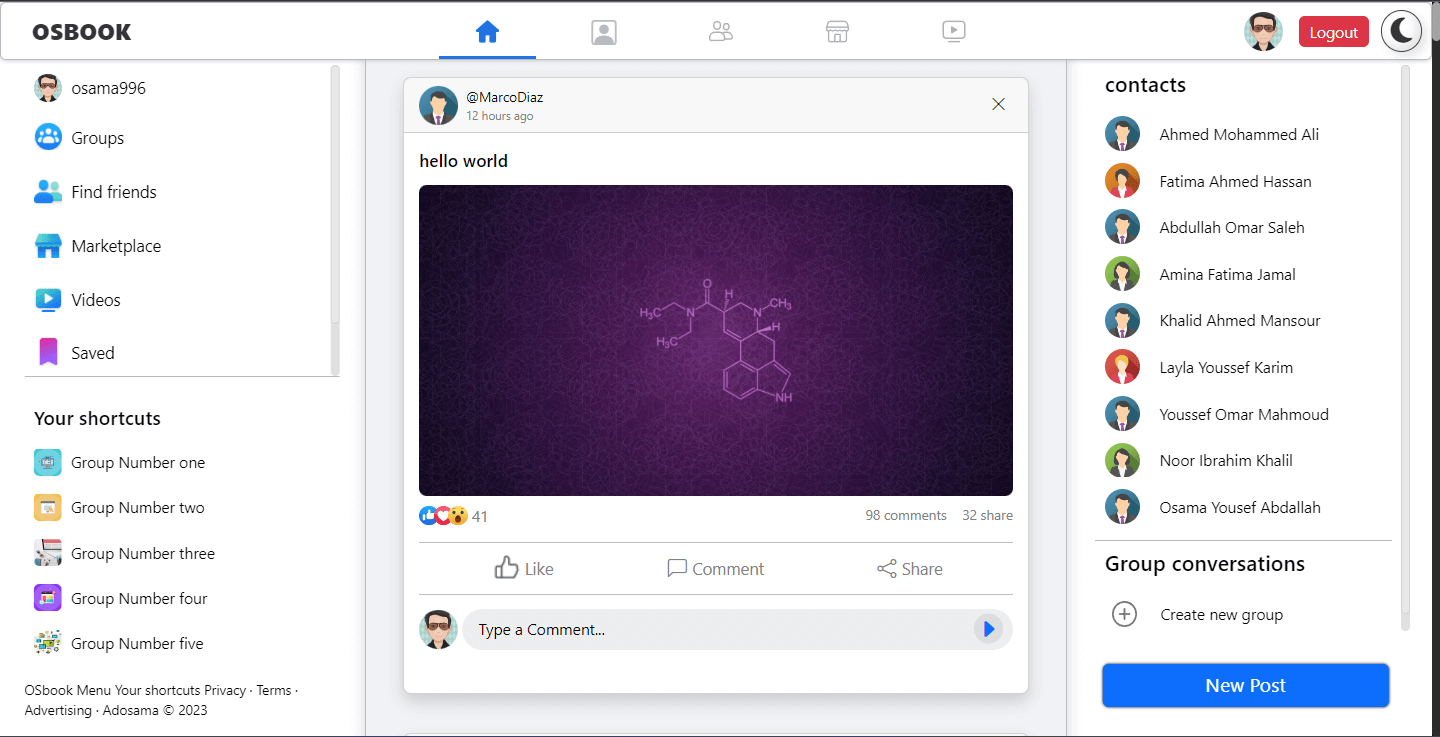 OSBOOK
Logout
osama996
Groups
Find friends
Marketplace
Videos
Saved
Your shortcuts
Group Number one
Group Number two
Group Number three
Group Number four
Group Number five
OSbook Menu Your shortcuts Privacy · Terms ·
Advertising · Adosama © 2023
@MarcoDiaz
12 hours ago
hello world
O
H
H₃C
N
N
CH₃
H
H₃C
NH
41
98 comments
32 share
Like
Comment
Share
Type a Comment...
contacts
Ahmed Mohammed Ali
Fatima Ahmed Hassan
Abdullah Omar Saleh
Amina Fatima Jamal
Khalid Ahmed Mansour
Layla Youssef Karim
Youssef Omar Mahmoud
Noor Ibrahim Khalil
Osama Yousef Abdallah
Group conversations
Create new group
New Post